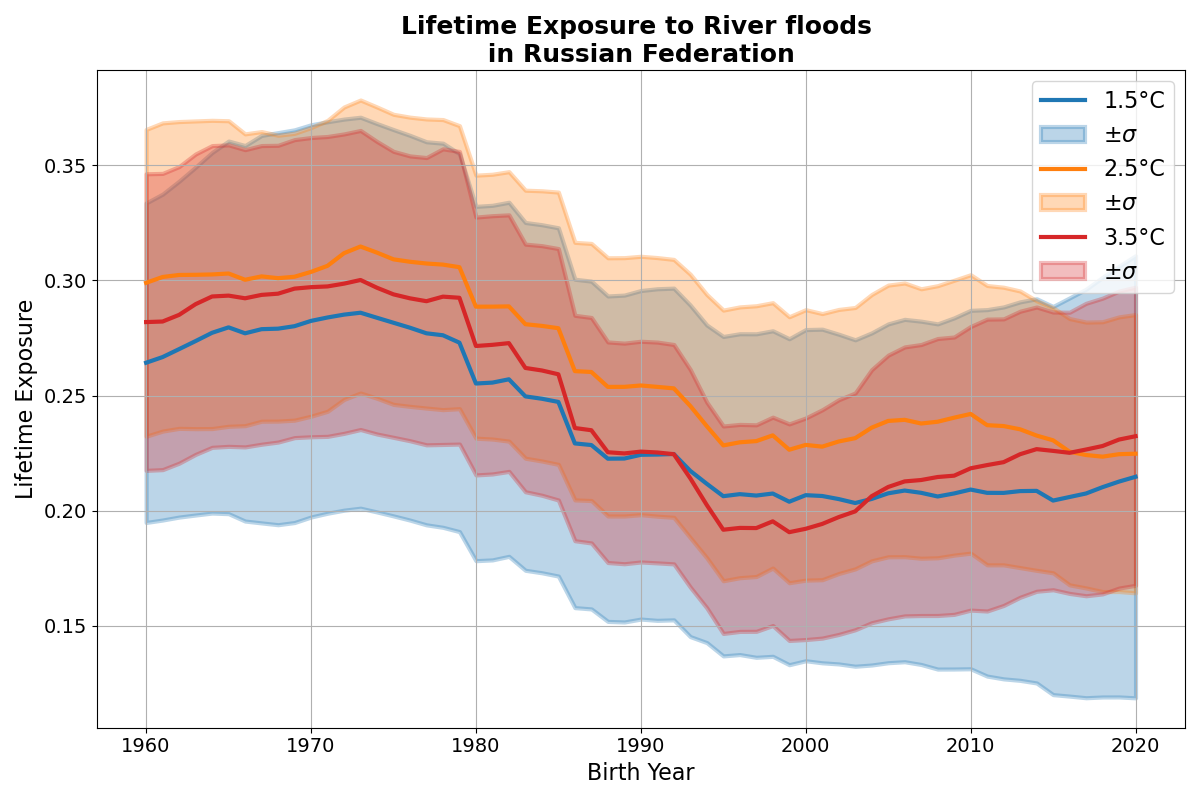 Lifetime Exposure to River floods
in Russian Federation
Lifetime Exposure
0.35
0.30
0.25
0.20
0.15
1.5°C
±σ
2.5°C
±σ
3.5°C
±σ
1960 1970 1980 1990 2000 2010 2020
Birth Year